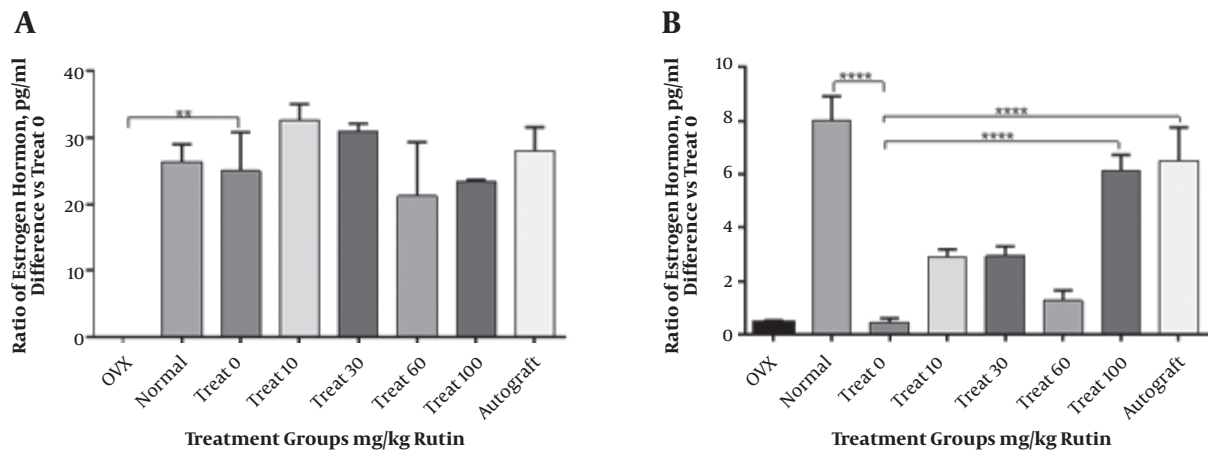 A
Ratio of Estrogen Hormon, pg/ml
Difference vs Treat 0
40
30
20
10
0
**
OVX
Normal
Treat 0
Treat 10
Treat 30
Treat 60
Treat 100
Autograft
Treatment Groups mg/kg Rutin
B
Ratio of Estrogen Hormon, pg/ml
Difference vs Treat 0
10
8
6
4
2
0
****
****
****
OVX
Normal
Treat 0
Treat 10
Treat 30
Treat 60
Treat 100
Autograft
Treatment Groups mg/kg Rutin